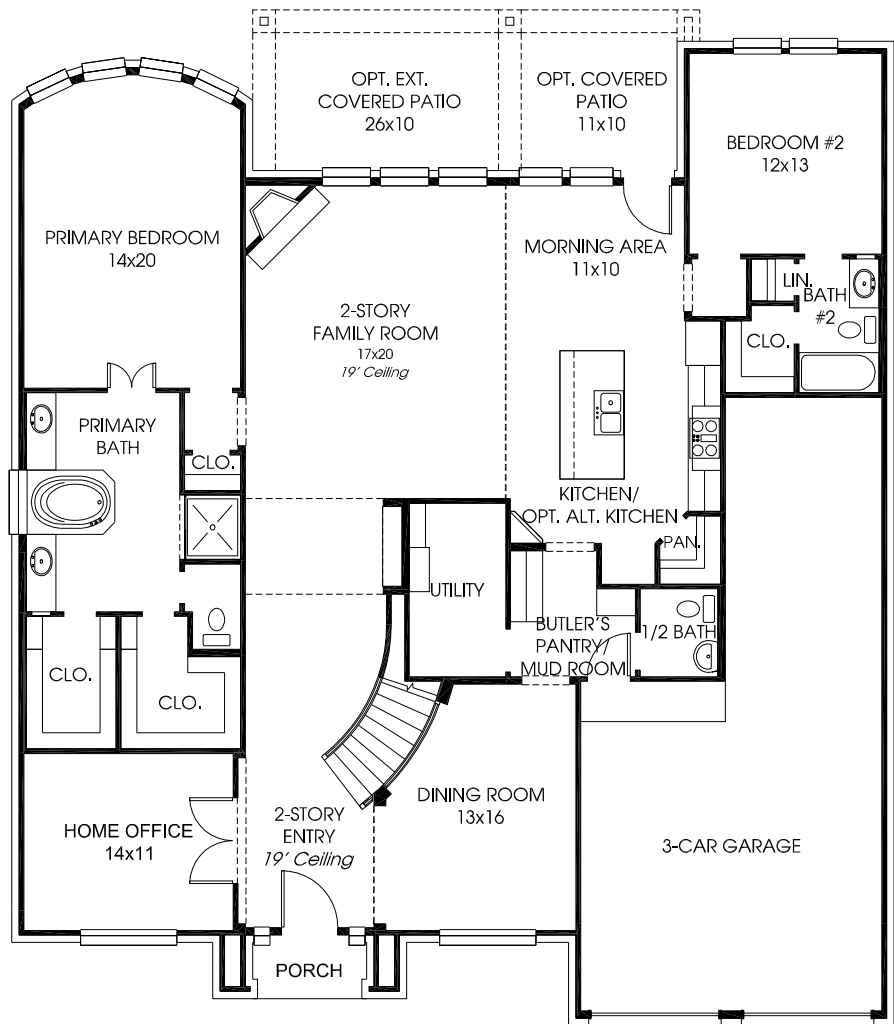 OPT. EXT.
COVERED PATIO
26x10
OPT. COVERED
PATIO
11x10
BEDROOM #2
12x13
PRIMARY BEDROOM
14x20
MORNING AREA
11x10
LIN.
BATH
#2
CLO.
2-STORY
FAMILY ROOM
17x20
19' Ceiling
PRIMARY
BATH
CLO.
KITCHEN/
OPT. ALT. KITCHEN
PAN.
UTILITY
BUTLER'S
PANTRY/
MUD ROOM
1/2 BATH
CLO.
CLO.
HOME OFFICE
14x11
2-STORY
ENTRY
19' Ceiling
DINING ROOM
13x16
3-CAR GARAGE
PORCH